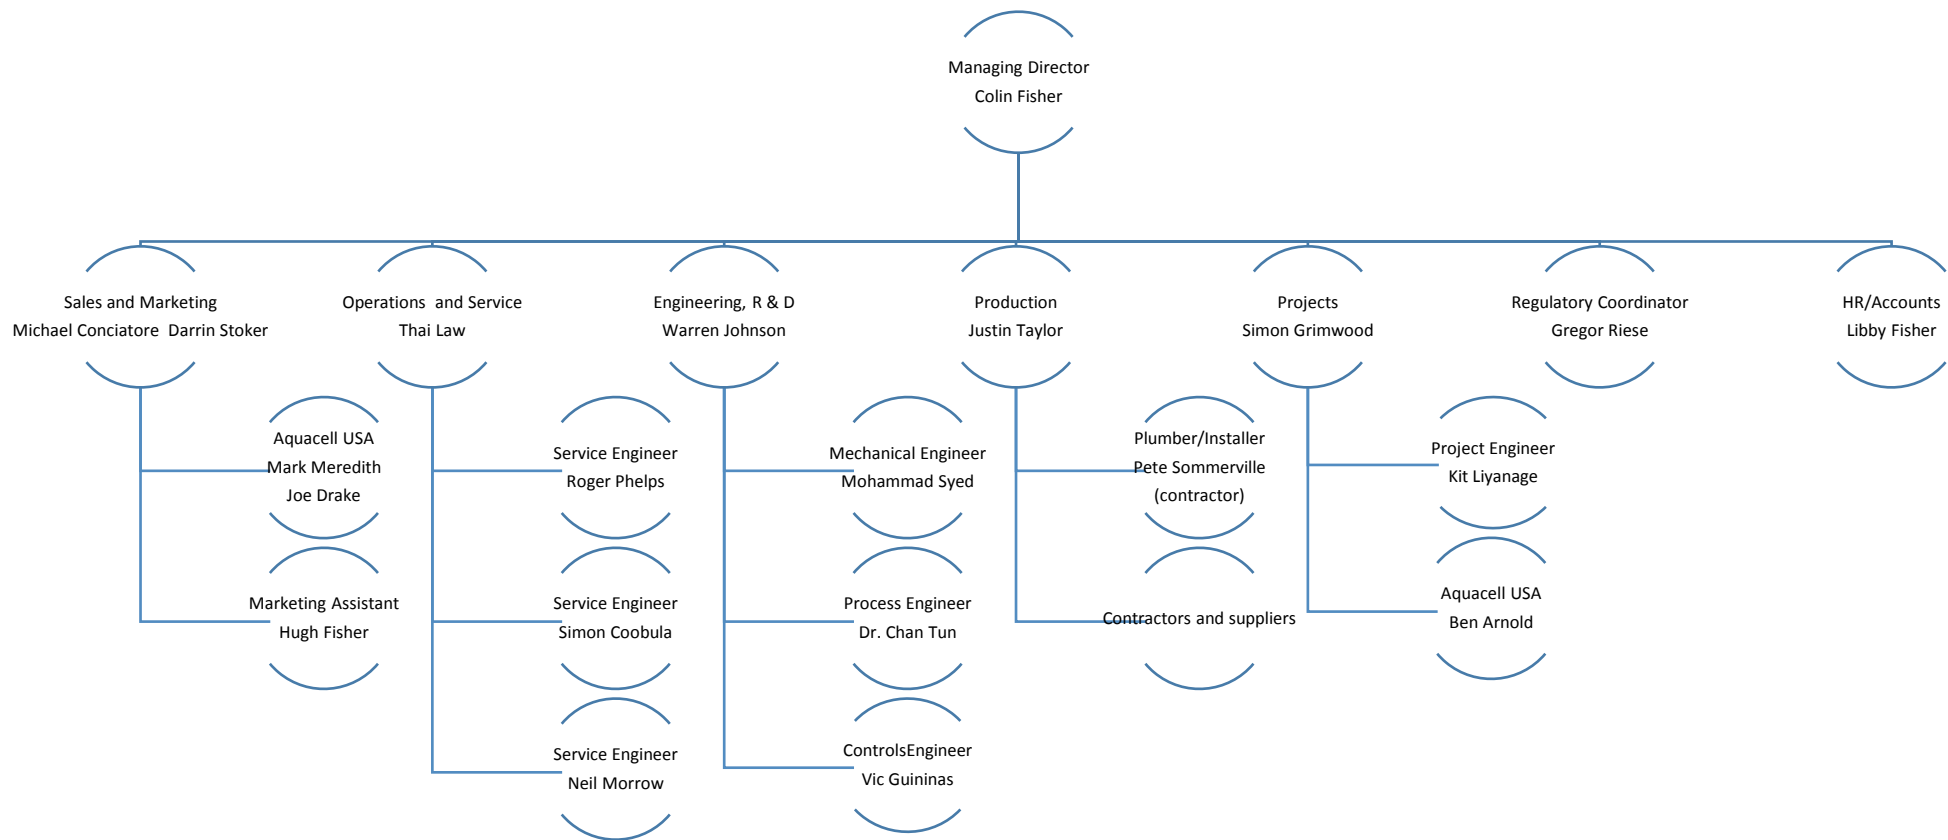 Managing Director
Colin Fisher
Sales and Marketing
Michael Conciatore  Darrin Stoker
Operations  and Service
Thai Law
Engineering, R & D
Warren Johnson
Production
Justin Taylor
Projects
Simon Grimwood
Regulatory Coordinator
Gregor Riese
HR/Accounts
Libby Fisher
Aquacell USA
Mark Meredith
Joe Drake
Marketing Assistant
Hugh Fisher
Service Engineer
Roger Phelps
Service Engineer
Simon Coobula
Service Engineer
Neil Morrow
Mechanical Engineer
Mohammad Syed
Process Engineer
Dr. Chan Tun
ControlsEngineer
Vic Guininas
Plumber/Installer
Pete Sommerville
(contractor)
Contractors and suppliers
Project Engineer
Kit Liyanage
Aquacell USA
Ben Arnold